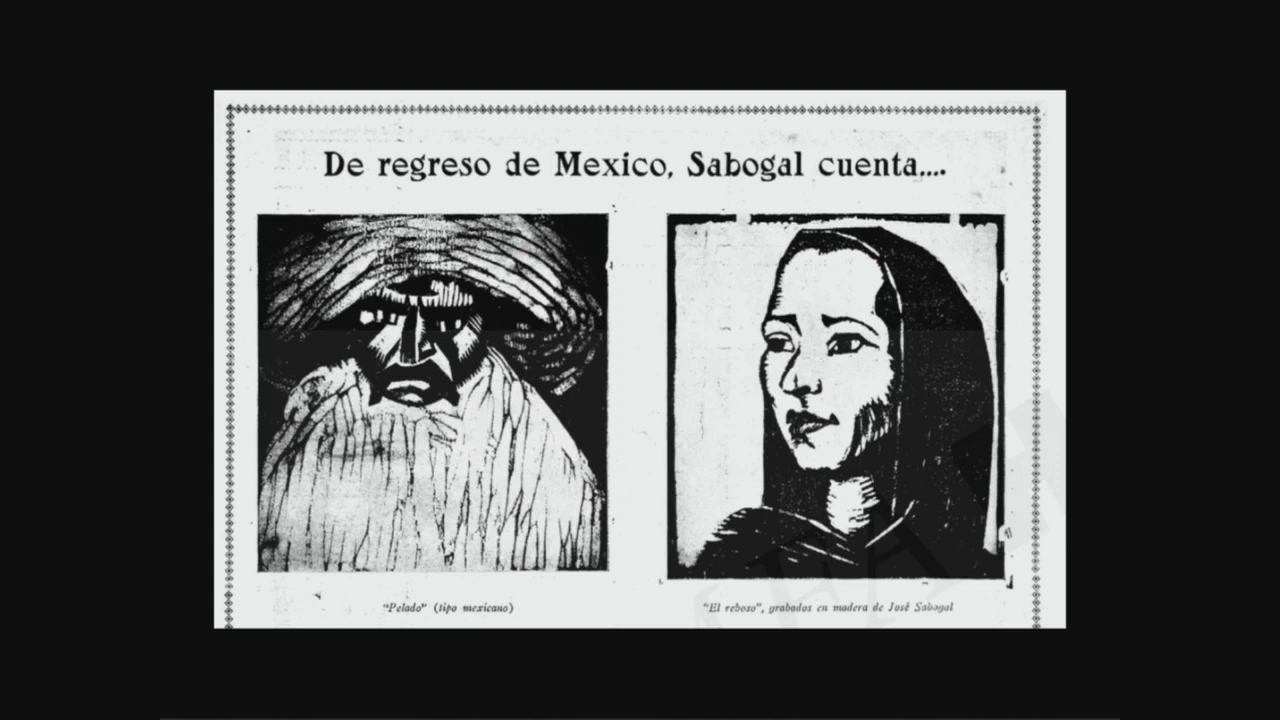 De regreso de Mexico, Sabogal cuenta....
"Pelado" (tipo mexicano)
"El reboso", grabados en madera de José Sabogal